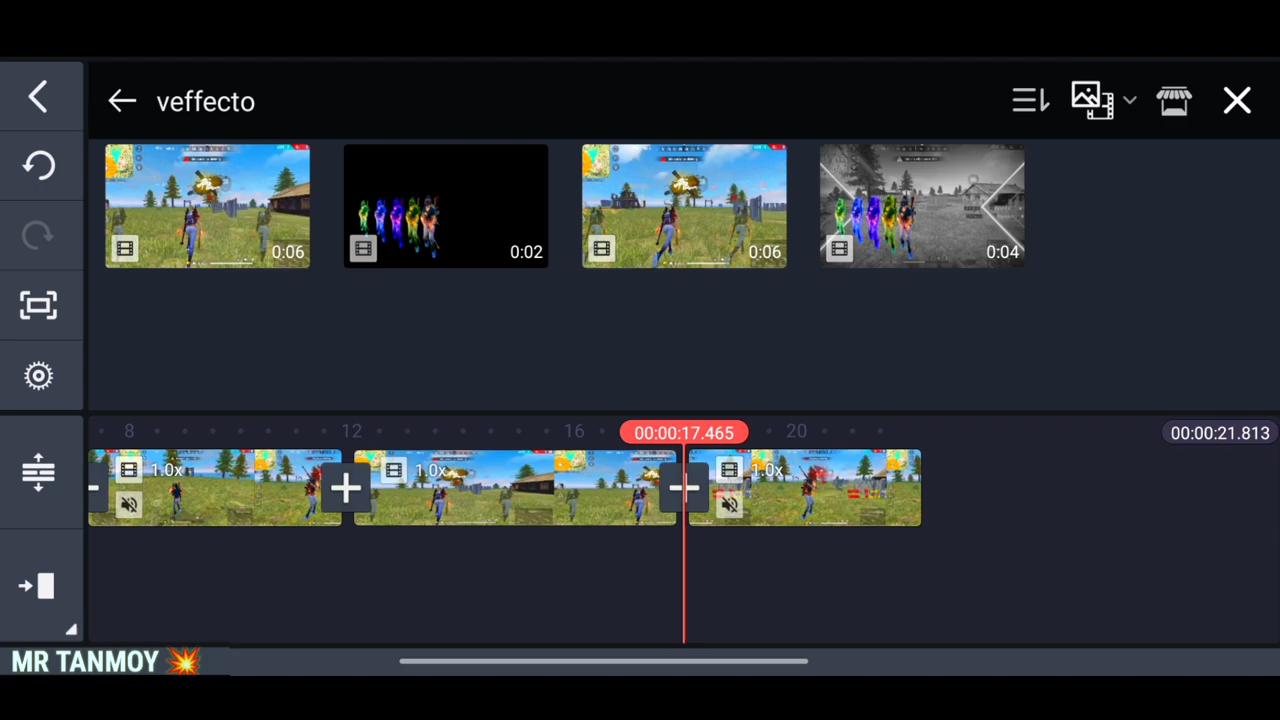 veffecto
0:06
0:02
0:06
0:04
8
12
16
20
00:00:17.465
00:00:21.813
1.0x
1.0x
1.0x
MR TANMOY 💥